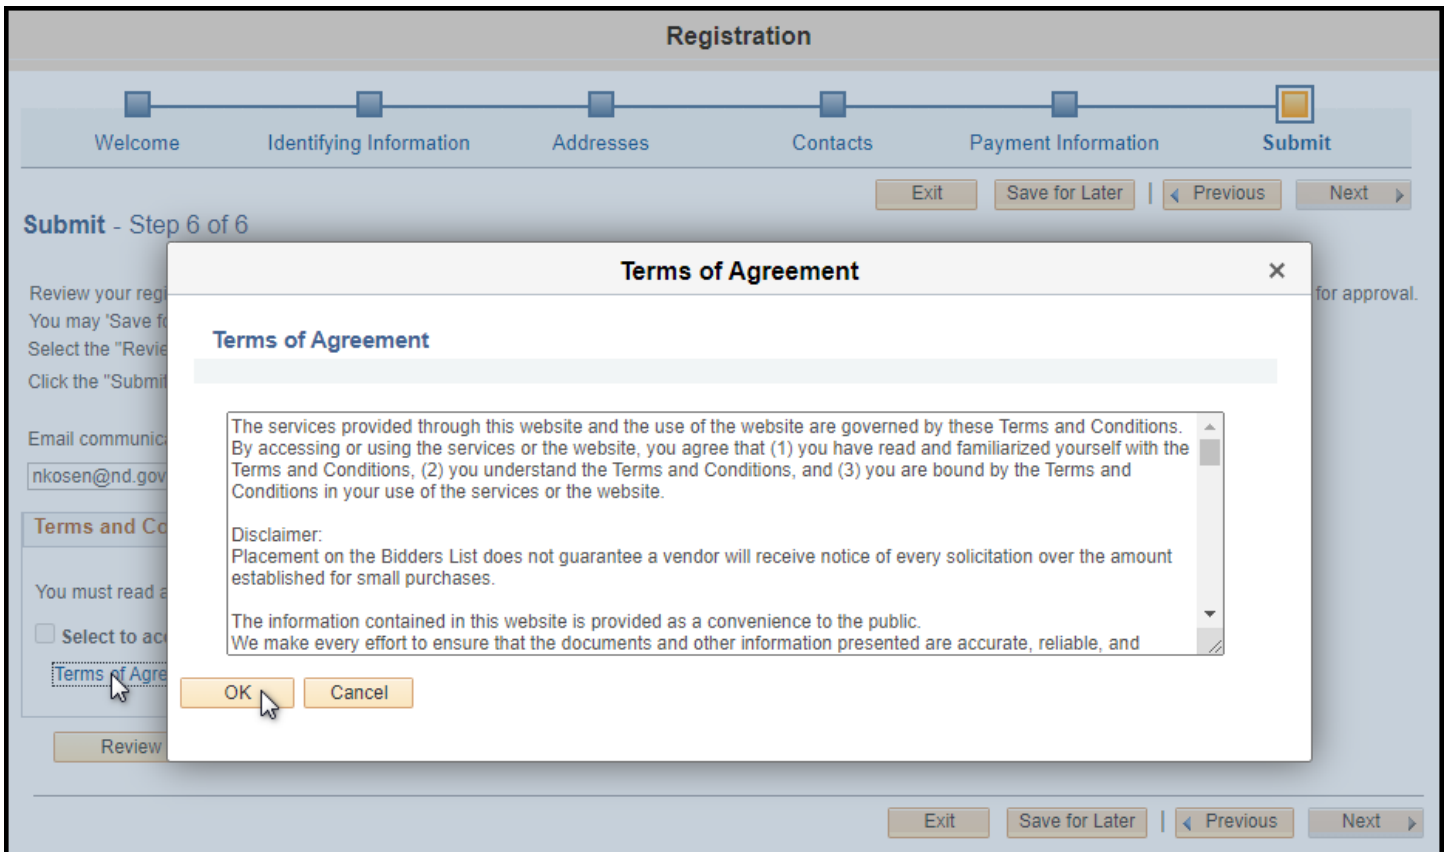 Registration
Welcome
Identifying Information
Addresses
Contacts
Payment Information
Submit
Exit
Save for Later
|
Previous
Next
Submit - Step 6 of 6
Review your regi
for approval.
You may 'Save fo
Select the "Revie
Click the "Submit
Email communica
nkosen@nd.gov
Terms and Co
You must read a
Select to acc
Terms of Agre
Review
Terms of Agreement
×
Terms of Agreement
The services provided through this website and the use of the website are governed by these Terms and Conditions.
By accessing or using the services or the website, you agree that (1) you have read and familiarized yourself with the
Terms and Conditions, (2) you understand the Terms and Conditions, and (3) you are bound by the Terms and
Conditions in your use of the services or the website.
Disclaimer:
Placement on the Bidders List does not guarantee a vendor will receive notice of every solicitation over the amount
established for small purchases.
The information contained in this website is provided as a convenience to the public.
We make every effort to ensure that the documents and other information presented are accurate, reliable, and
OK
Cancel
Exit
Save for Later
|
Previous
Next